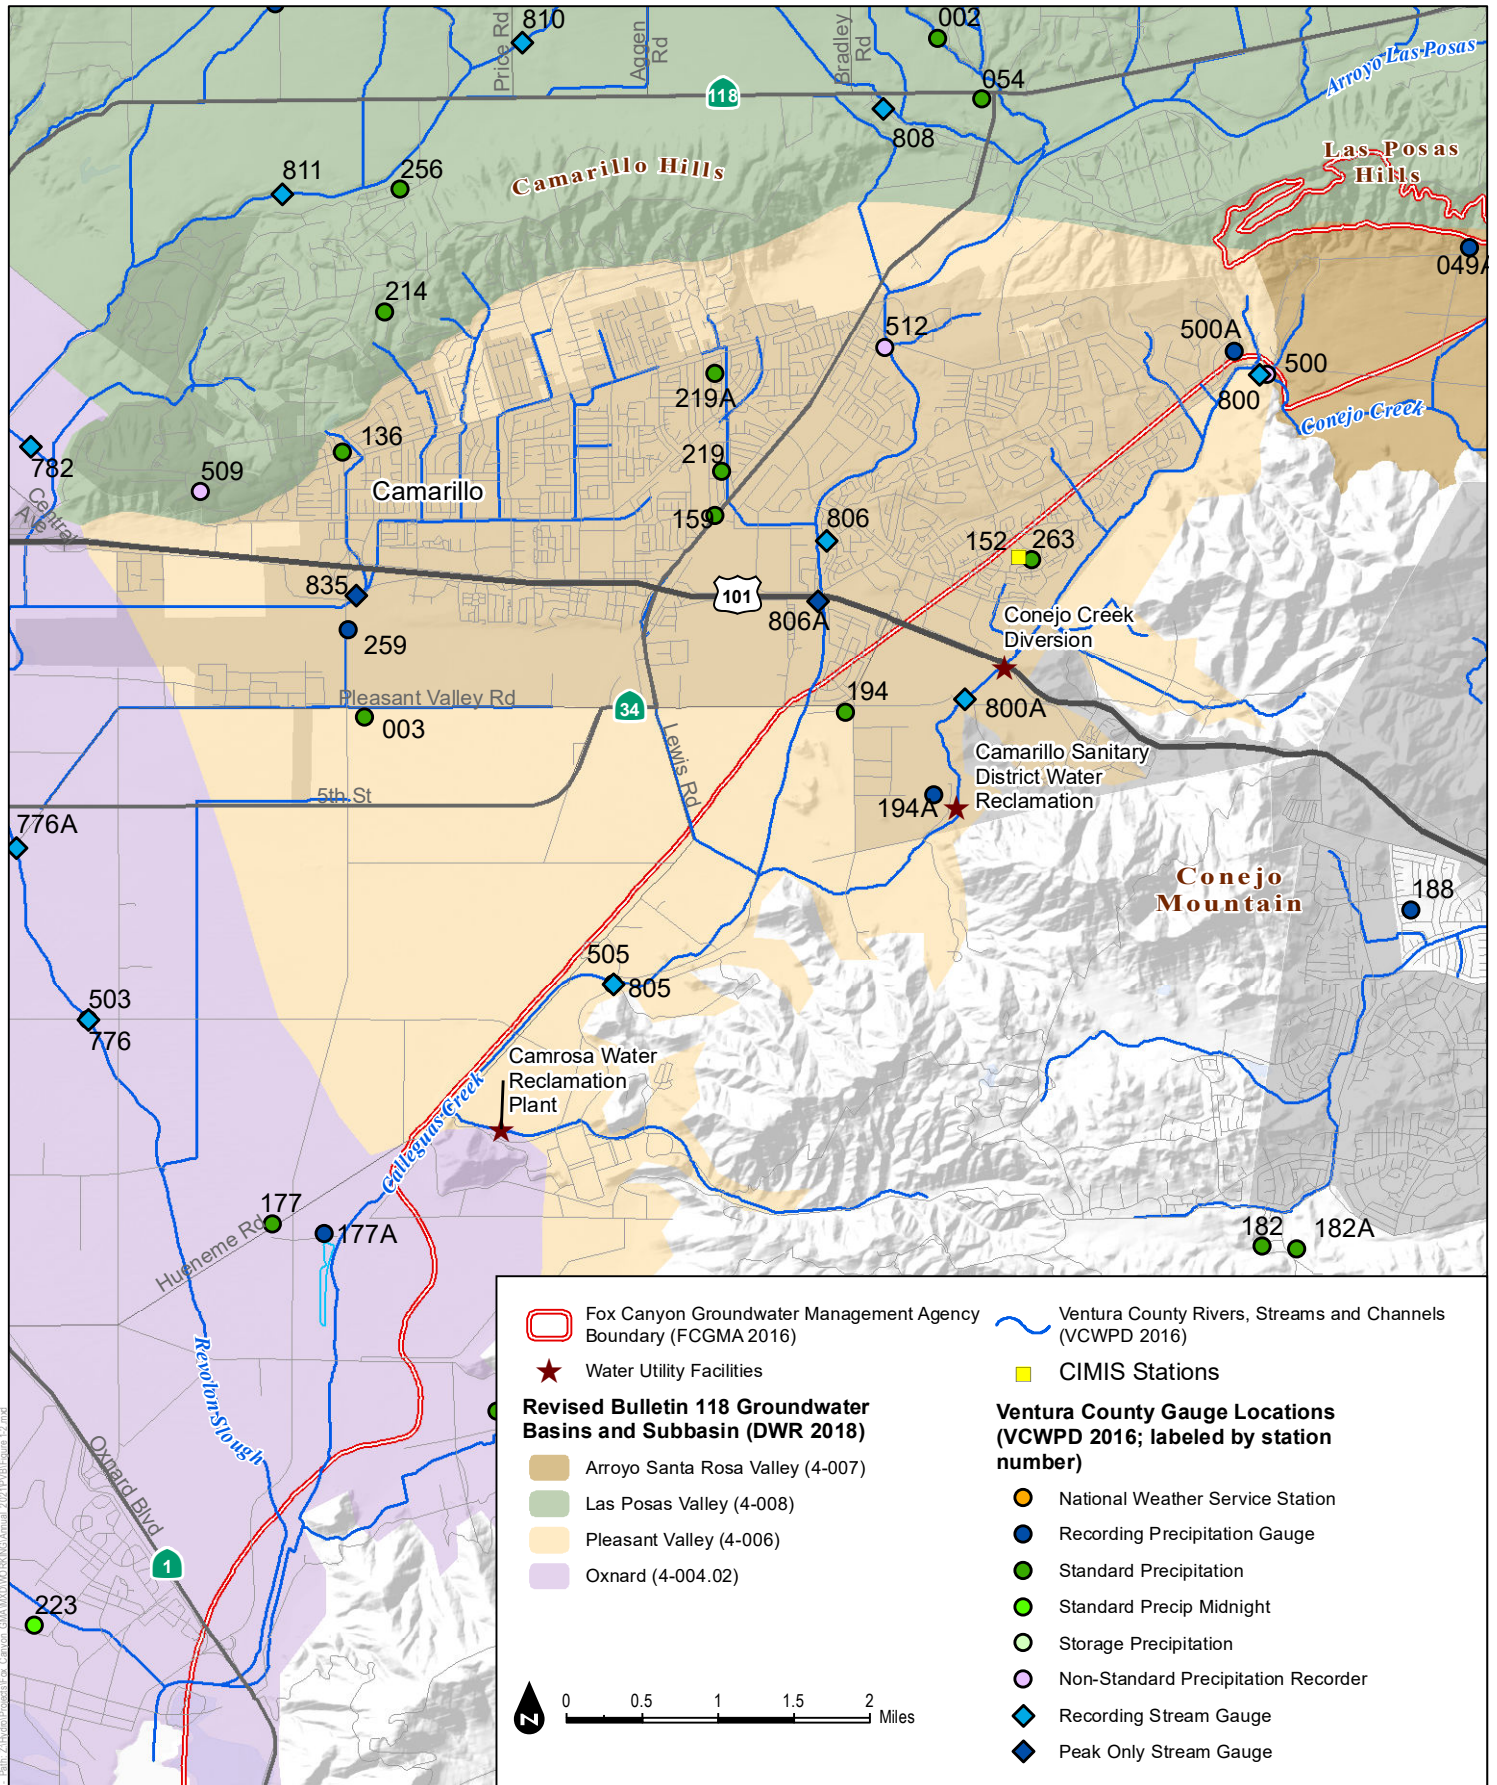 810
Price Rd
Aggen
Rd
Bradley
Rd
002
054
118
Arroyo Las Posas
808
Las Posas
Hills
Camarillo Hills
811
256
049A
214
512
500A
500
219A
800
Conejo Creek
136
782
509
Camarillo
219
Central
Ave
159
806
152
263
835
101
806A
Conejo Creek
Diversion
259
Pleasant Valley Rd
34
194
800A
003
Lewis Rd
Camarillo Sanitary
District Water
Reclamation
5th St
194A
776A
Conejo
Mountain
188
505
805
503
776
Camrosa Water
Reclamation
Plant
Calleguas Creek
177
177A
Hueneme Rd
182
182A
Revolon Slough
Oxnard Blvd
1
223
Fox Canyon Groundwater Management Agency
Boundary (FCGMA 2016)
Water Utility Facilities
Revised Bulletin 118 Groundwater
Basins and Subbasin (DWR 2018)
Arroyo Santa Rosa Valley (4-007)
Las Posas Valley (4-008)
Pleasant Valley (4-006)
Oxnard (4-004.02)
Ventura County Rivers, Streams and Channels
(VCWPD 2016)
CIMIS Stations
Ventura County Gauge Locations
(VCWPD 2016; labeled by station
number)
National Weather Service Station
Recording Precipitation Gauge
Standard Precipitation
Standard Precip Midnight
Storage Precipitation
Non-Standard Precipitation Recorder
Recording Stream Gauge
Peak Only Stream Gauge
N
0 0.5 1 1.5 2
Miles